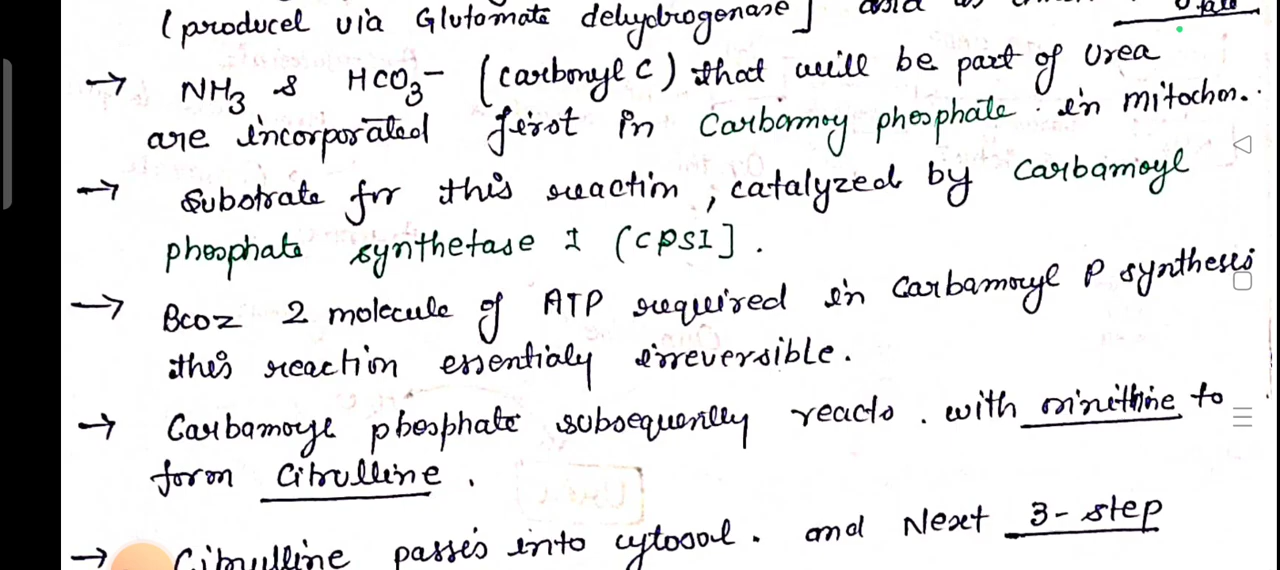 (producel via Glutomate dehydrogenase]
→ NH3 & HCO3- (carbonyl C) that will be part of Urea
are incorporated first in Carbamoy phosphate in mitochon..
→ Substrate for this reaction, catalyzed by Carbamoyl
phosphate synthetase I (CPSI].
→ Bcoz 2 molecule of ATP required in Carbamoyl P synthesis
this reaction essentialy irreversible.
→ Carbamoyl phosphate subsequently reacts . with orinithine to
form Citrulline .
→ Citrulline passes into cytosol . and Next 3-step